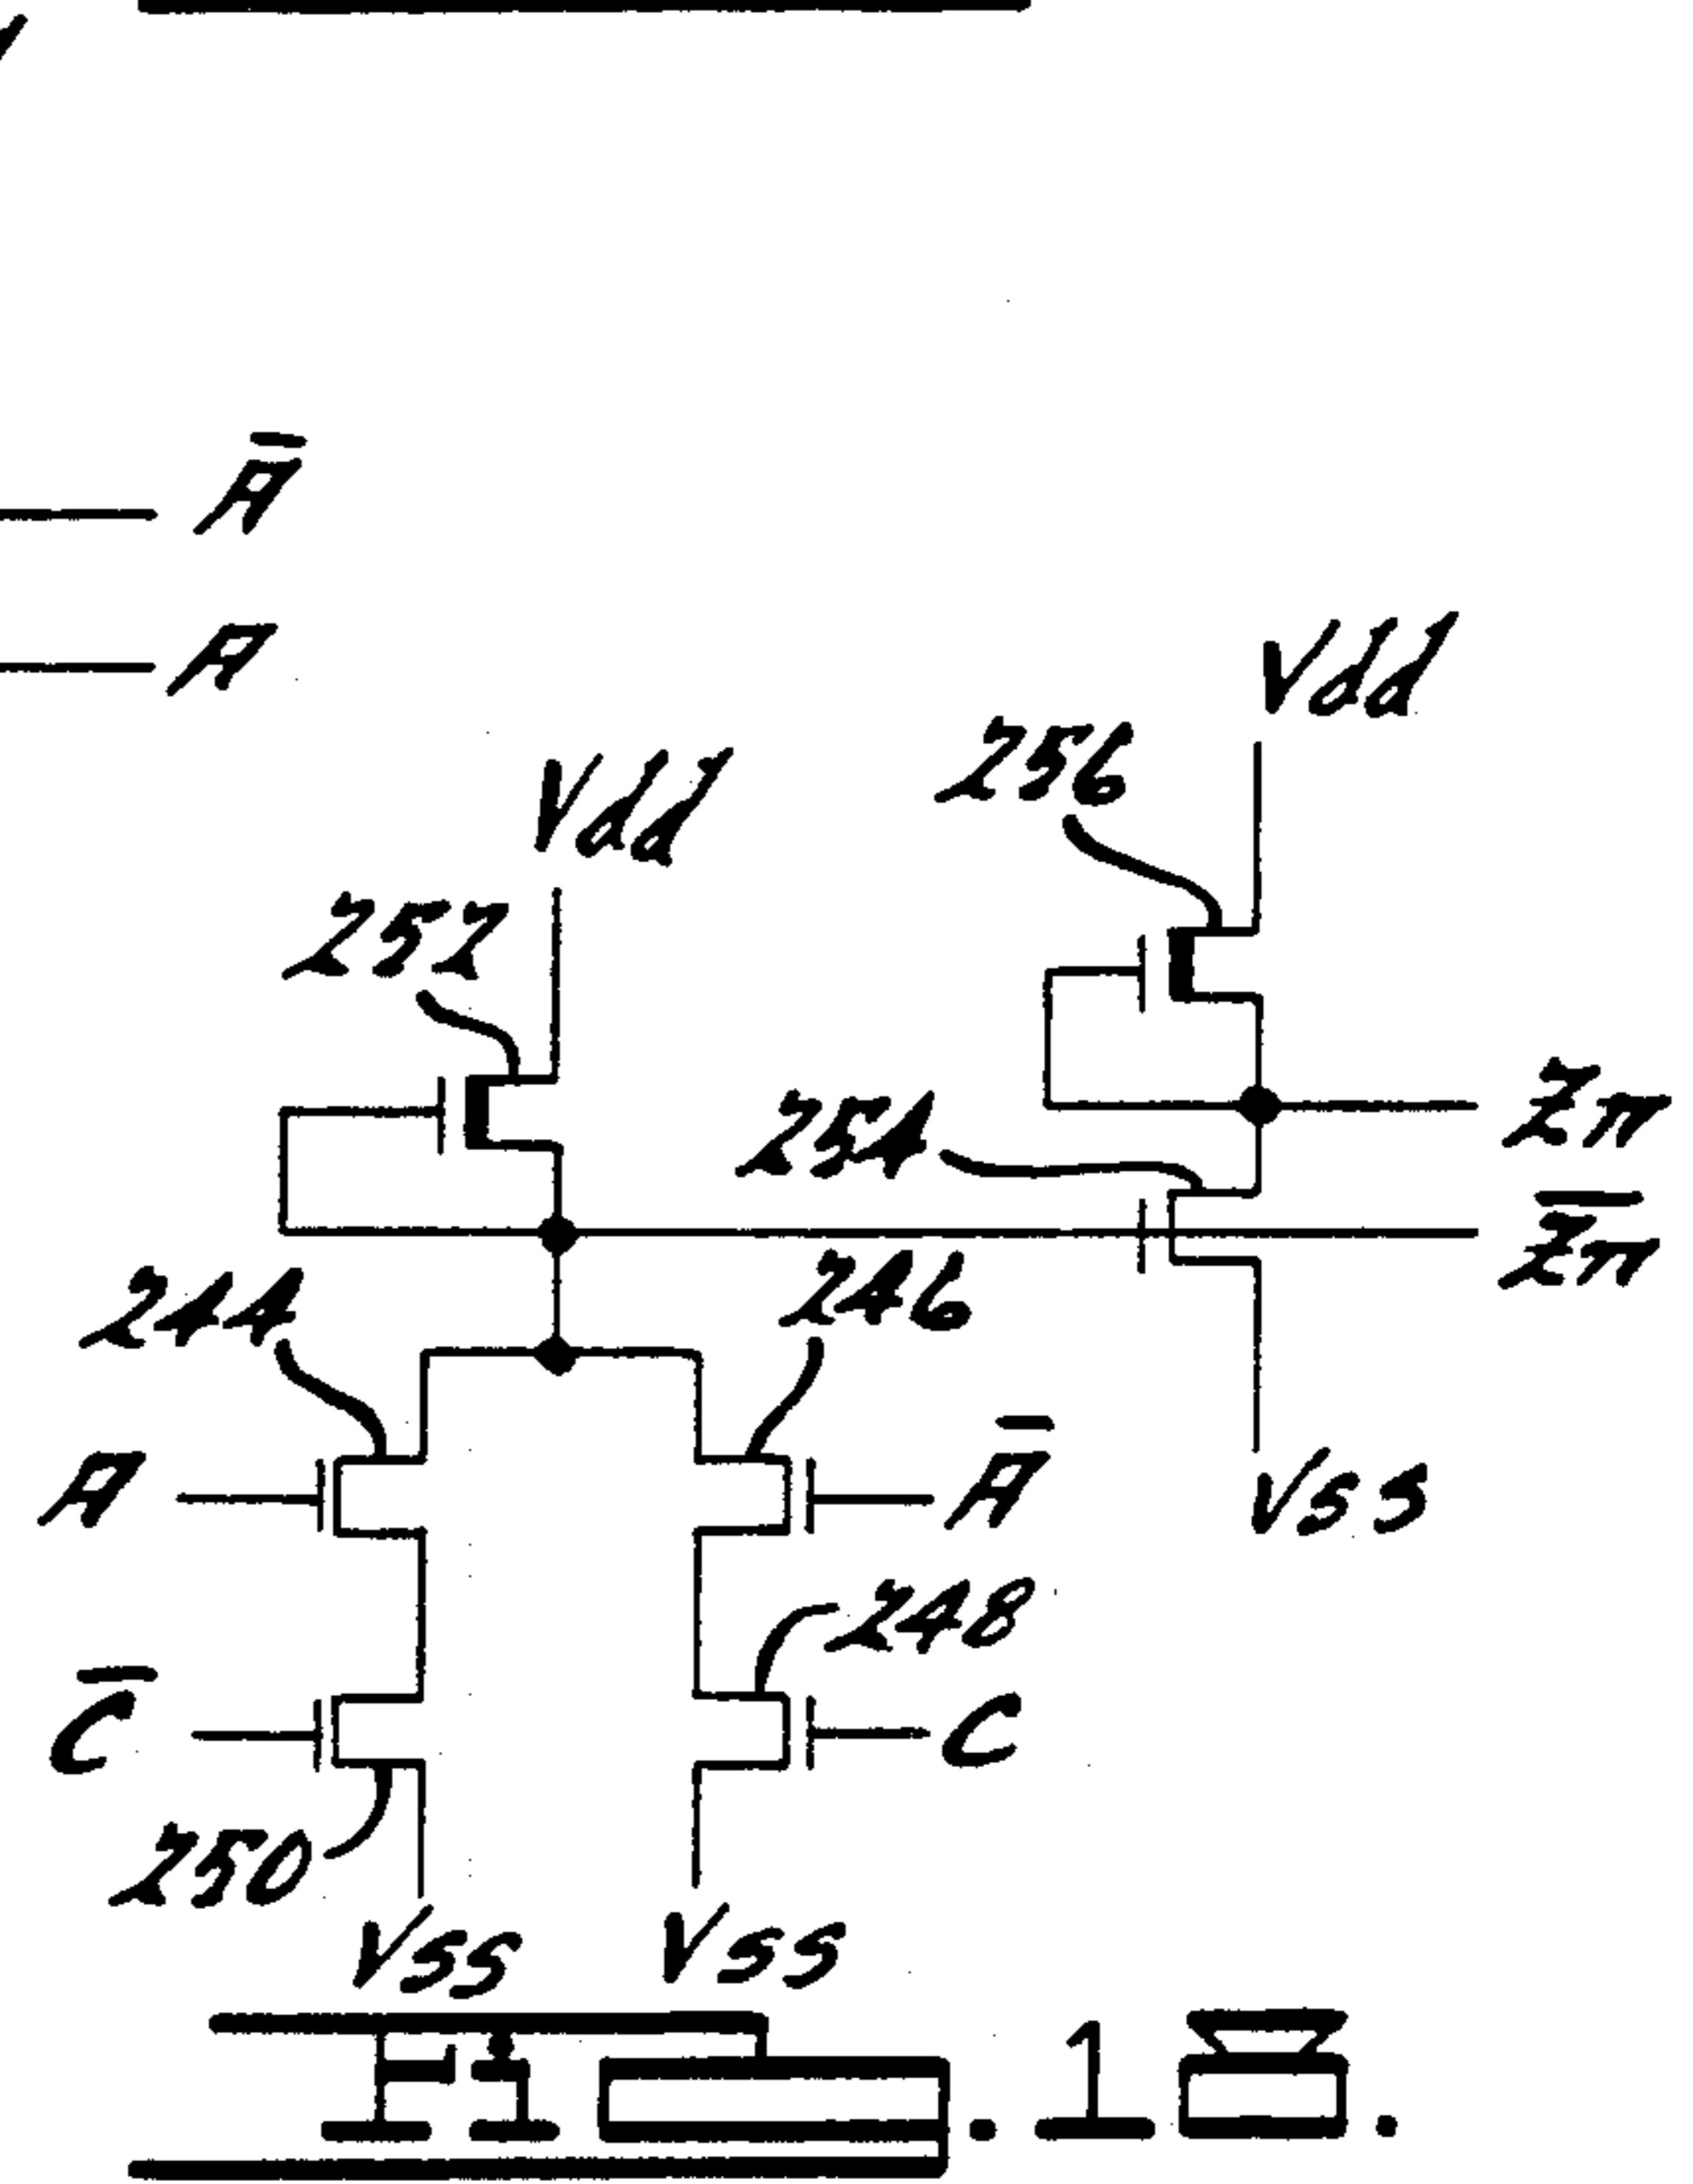 A̅
A
Vdd
256
Vdd
252
Zn
254
Z̅n̅
244
246
A
A̅
Vss
248
C̅
C
250
Vss
Vss
Fig. 18.